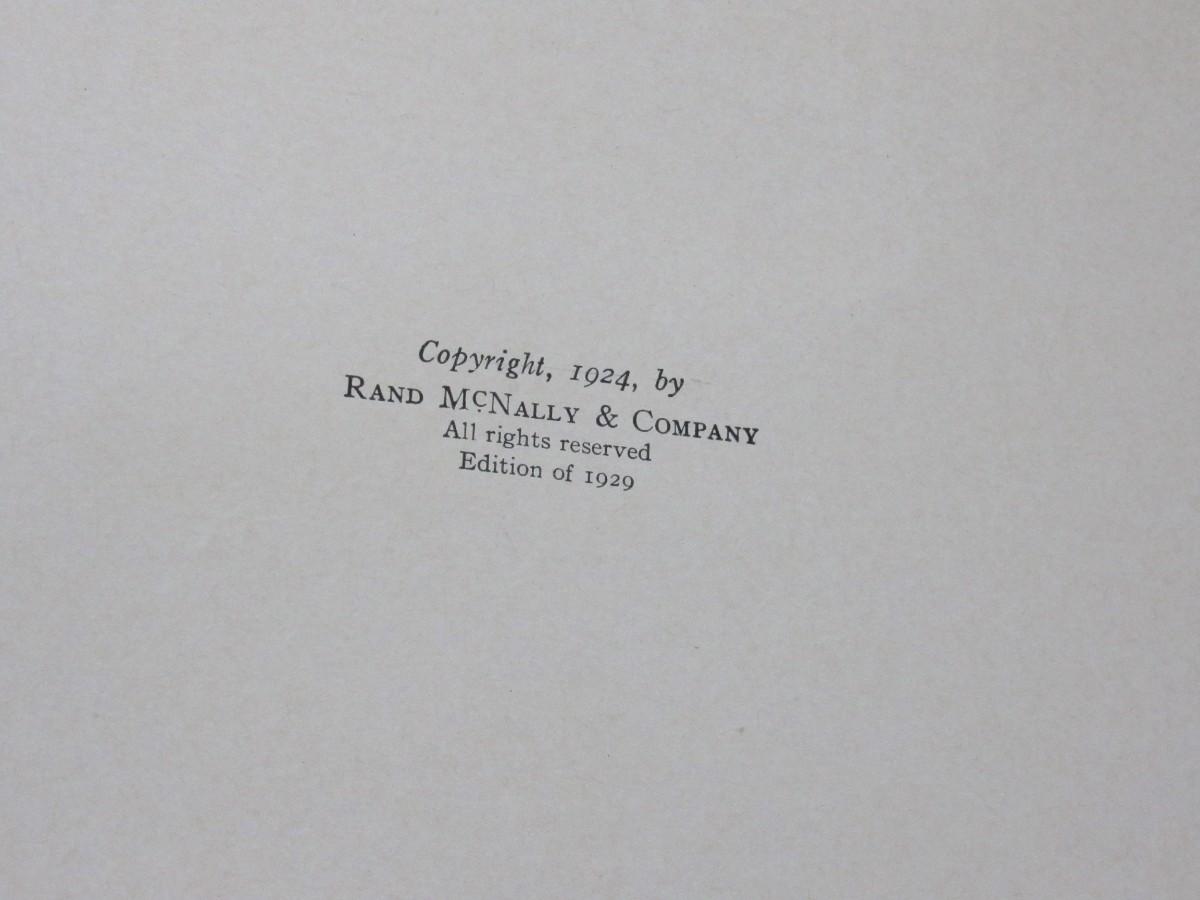 Copyright, 1924, by
RAND McNALLY & COMPANY
All rights reserved
Edition of 1929